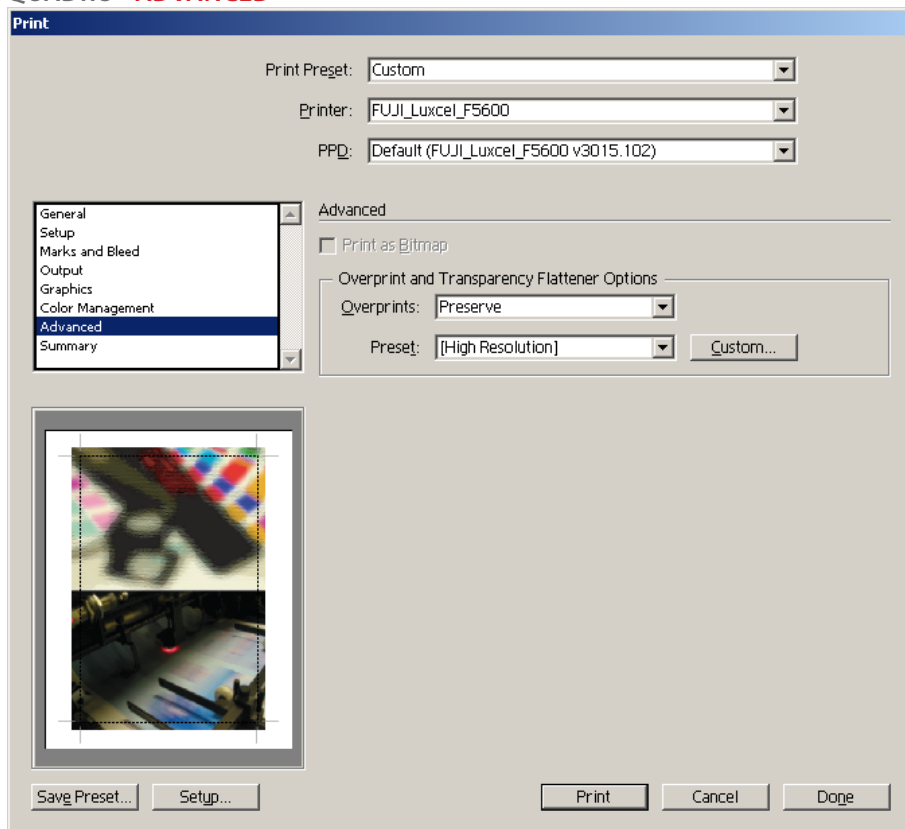 QUADRO ADVANCED
Print
Print Preset: Custom
Printer: FUJI_Luxcel_F5600
PPD: Default (FUJI_Luxcel_F5600 v3015.102)
General
Setup
Marks and Bleed
Output
Graphics
Color Management
Advanced
Summary
Advanced
Print as Bitmap
Overprint and Transparency Flattener Options
Overprints: Preserve
Preset: [High Resolution] Custom...
Save Preset... Setup... Print Cancel Done